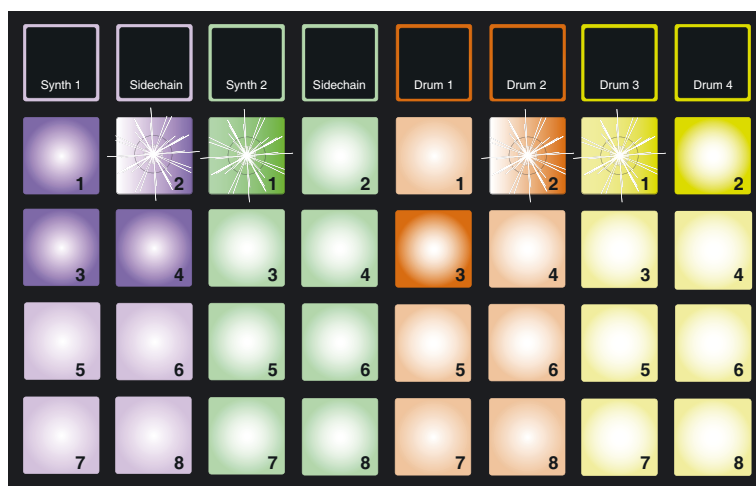 Synth 1 Sidechain Synth 2 Sidechain Drum 1 Drum 2 Drum 3 Drum 4
1 2 1 2 1 2 1 2
3 4 3 4 3 4 3 4
5 6 5 6 5 6 5 6
7 8 7 8 7 8 7 8